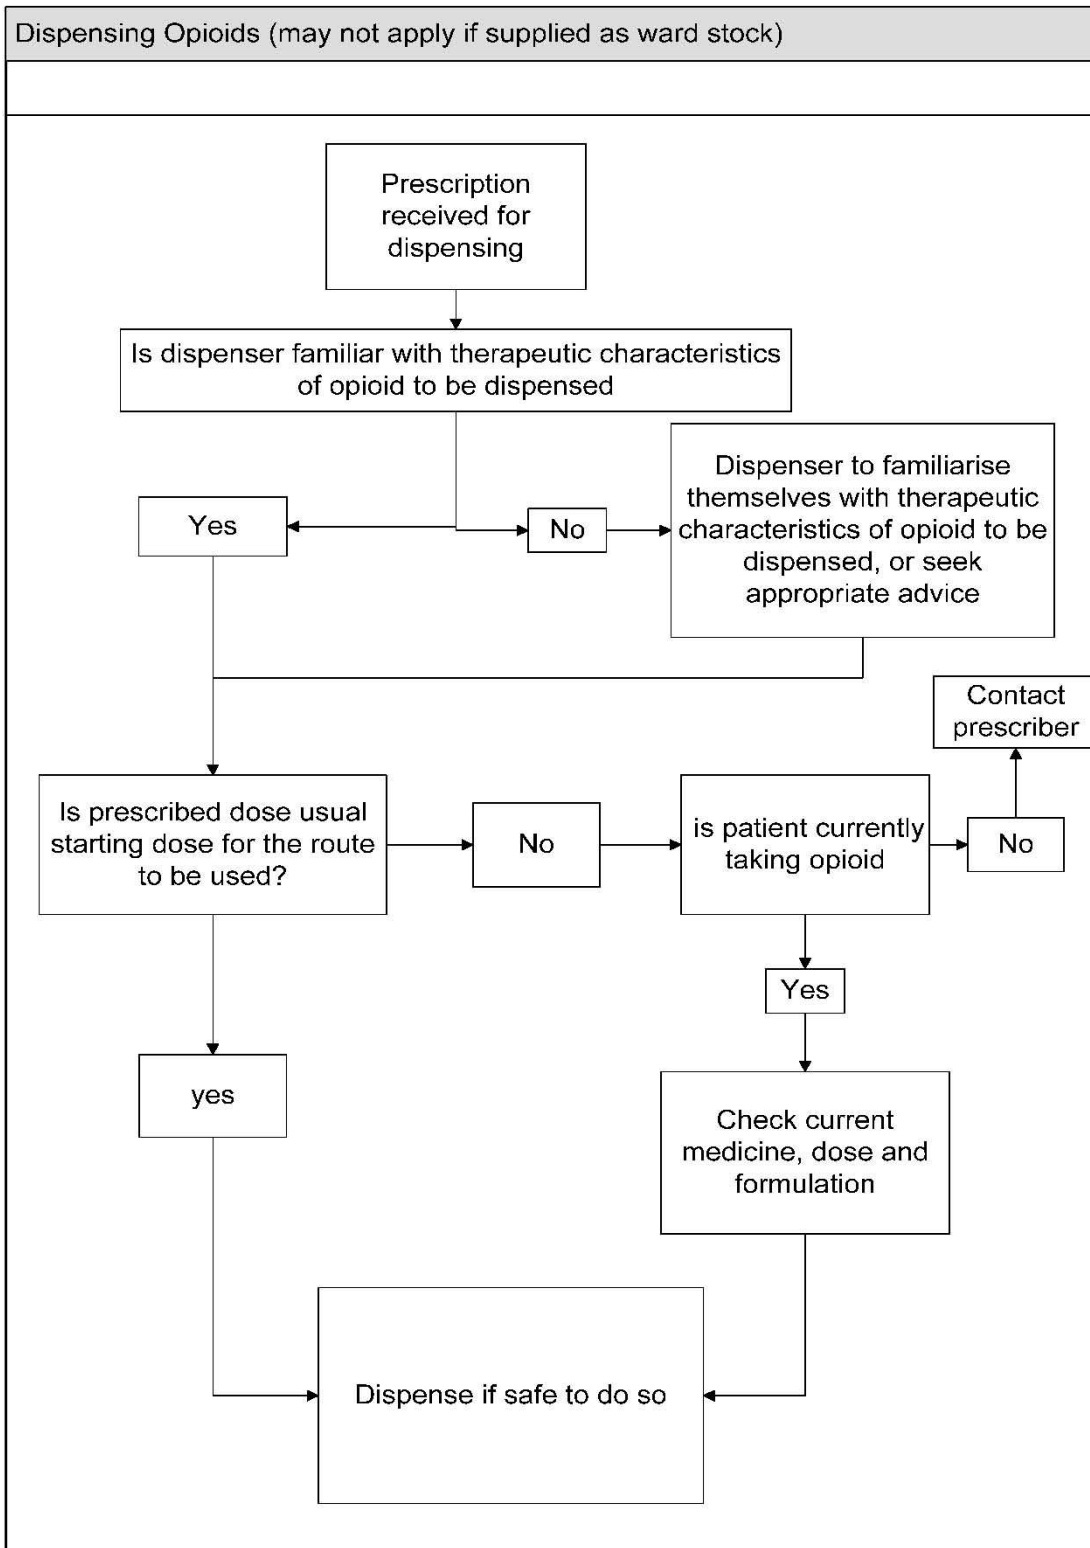 Dispensing Opioids (may not apply if supplied as ward stock)
Prescription
received for
dispensing
Is dispenser familiar with therapeutic characteristics
of opioid to be dispensed
Yes
No
Dispenser to familiarise
themselves with therapeutic
characteristics of opioid to be
dispensed, or seek
appropriate advice
Is prescribed dose usual
starting dose for the route
to be used?
No
is patient currently
taking opioid
No
Contact
prescriber
Yes
Check current
medicine, dose and
formulation
yes
Dispense if safe to do so